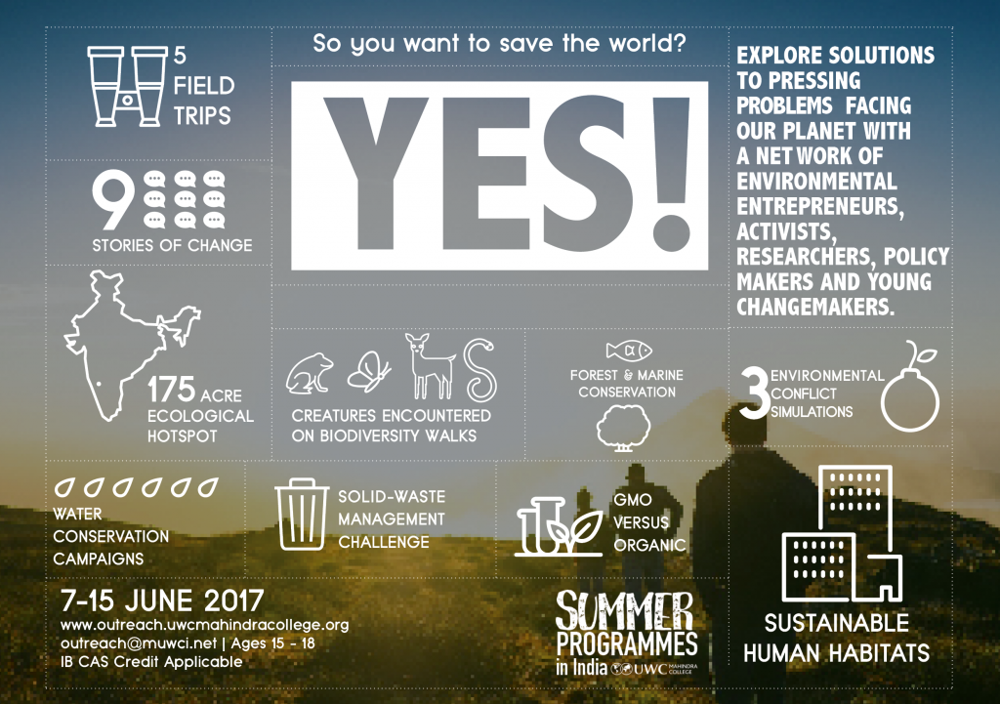 So you want to save the world?
YES!
5
FIELD
TRIPS
9
STORIES OF CHANGE
175 ACRE
ECOLOGICAL
HOTSPOT
EXPLORE SOLUTIONS
TO PRESSING
PROBLEMS FACING
OUR PLANET WITH
A NET WORK OF
ENVIRONMENTAL
ENTREPRENEURS,
ACTIVISTS,
RESEARCHERS, POLICY
MAKERS AND YOUNG
CHANGEMAKERS.
CREATURES ENCOUNTERED
ON BIODIVERSITY WALKS
FOREST & MARINE
CONSERVATION
3 ENVIRONMENTAL
CONFLICT
SIMULATIONS
WATER
CONSERVATION
CAMPAIGNS
SOLID-WASTE
MANAGEMENT
CHALLENGE
GMO
VERSUS
ORGANIC
SUSTAINABLE
HUMAN HABITATS
7-15 JUNE 2017
www.outreach.uwcmahindracollege.org
outreach@muwci.net | Ages 15 - 18
IB CAS Credit Applicable
SUMMER
PROGRAMMES
in India UWC MAHINDRA
COLLEGE